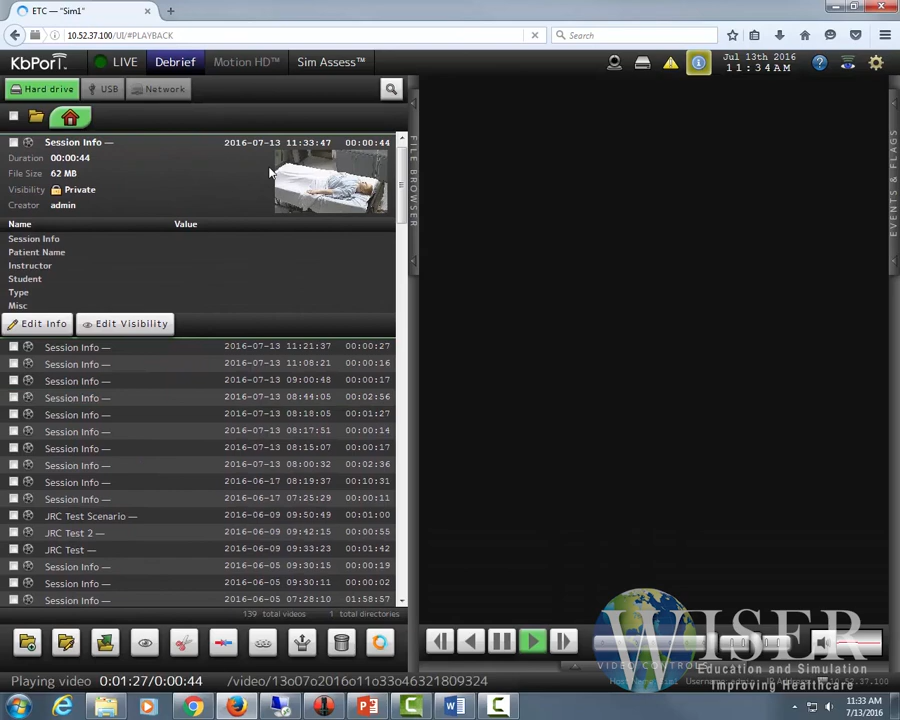 ETC — "Sim1"
10.52.37.100/UI/#PLAYBACK
Search
KbPorT.
LIVE
Debrief
Motion HD™
Sim Assess™
Jul 13th 2016
11:34AM
Hard drive
USB
Network
Session Info — 2016-07-13 11:33:47 00:00:44
Duration 00:00:44
File Size 62 MB
Visibility Private
Creator admin
Name Value
Session Info
Patient Name
Instructor
Student
Type
Misc
Edit Info Edit Visibility
Session Info — 2016-07-13 11:21:37 00:00:27
Session Info — 2016-07-13 11:08:21 00:00:16
Session Info — 2016-07-13 09:00:48 00:00:17
Session Info — 2016-07-13 08:44:05 00:02:56
Session Info — 2016-07-13 08:18:05 00:01:27
Session Info — 2016-07-13 08:17:51 00:00:14
Session Info — 2016-07-13 08:15:07 00:00:17
Session Info — 2016-07-13 08:00:32 00:02:36
Session Info — 2016-06-17 08:19:37 00:10:31
Session Info — 2016-06-17 07:25:29 00:00:11
JRC Test Scenario — 2016-06-09 09:50:49 00:01:00
JRC Test 2 — 2016-06-09 09:42:15 00:00:55
JRC Test — 2016-06-09 09:33:23 00:01:42
Session Info — 2016-06-05 09:30:15 00:00:19
Session Info — 2016-06-05 09:30:11 00:00:02
Session Info — 2016-06-05 07:28:10 01:58:57
139 total videos 1 total directories
FILE BROWSER
EVENTS & FLAGS
WISER
VIDEO CONTROLS
Education and Simulation
Improving Healthcare
Playing video 0:01:27/0:00:44 /video/13o07o2016o11o33o46321809324
10.52.37.100
11:33 AM
7/13/2016